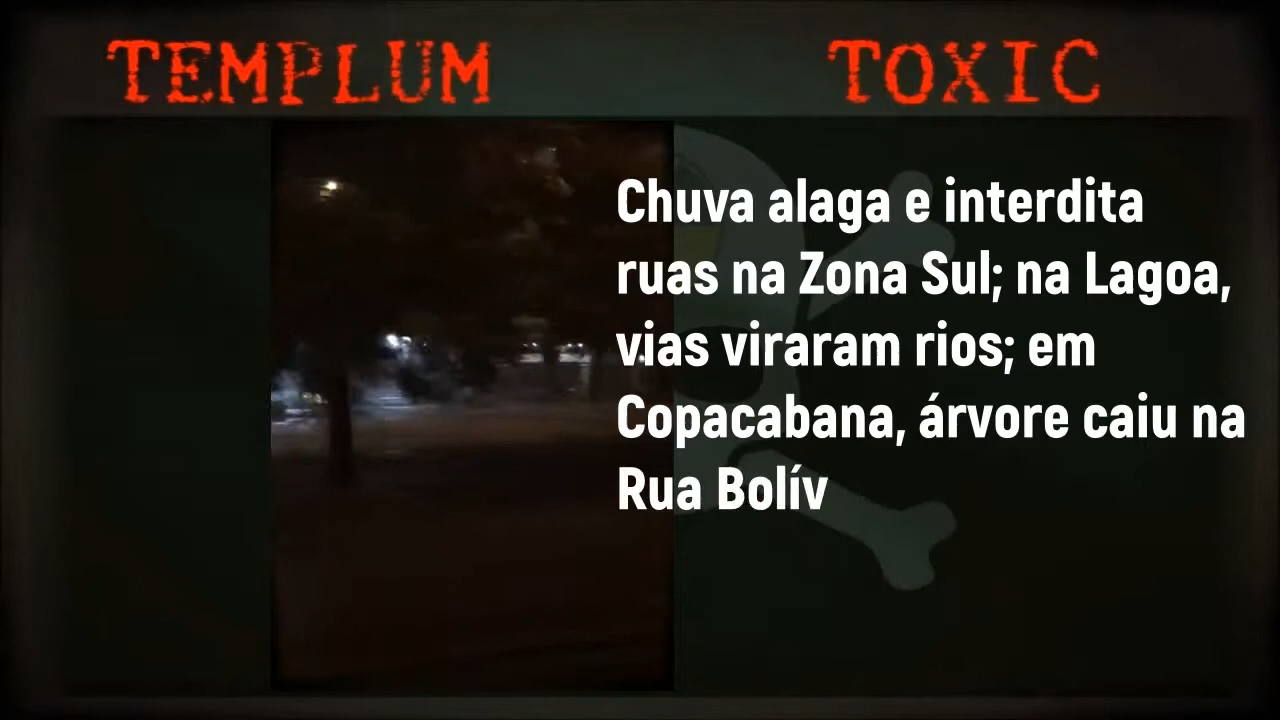 TEMPLUM TOXIC
Chuva alaga e interdita
ruas na Zona Sul; na Lagoa,
vias viraram rios; em
Copacabana, árvore caiu na
Rua Bolív